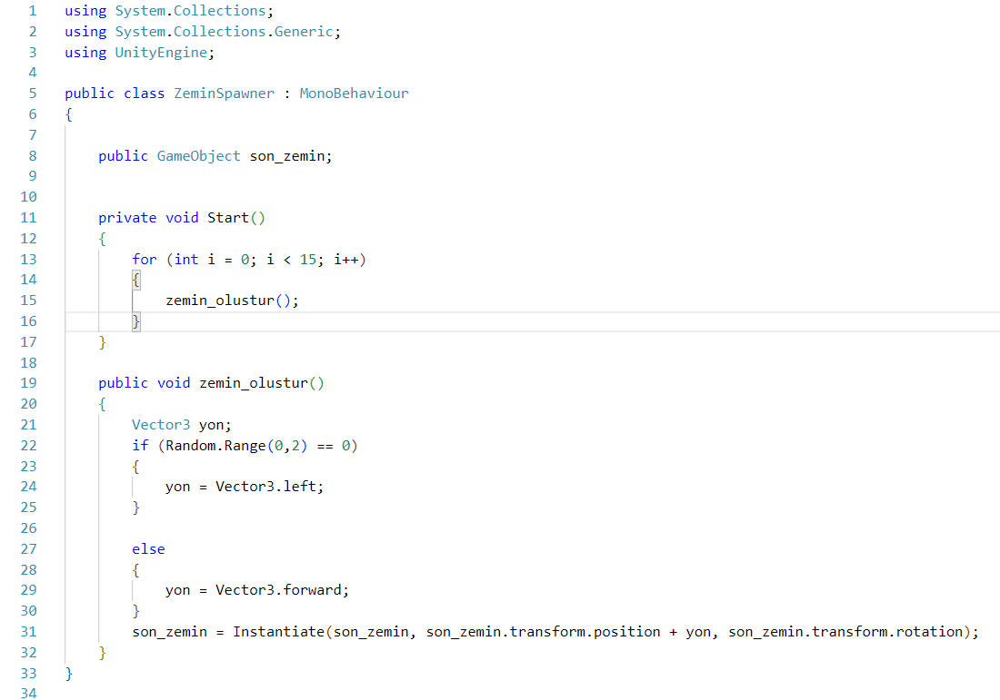 1 using System.Collections;
2 using System.Collections.Generic;
3 using UnityEngine;
4
5 public class ZeminSpawner : MonoBehaviour
6 {
7
8 public GameObject son_zemin;
9
10
11 private void Start()
12 {
13 for (int i = 0; i < 15; i++)
14 {
15 zemin_olustur();
16 }
17 }
18
19 public void zemin_olustur()
20 {
21 Vector3 yon;
22 if (Random.Range(0,2) == 0)
23 {
24 yon = Vector3.left;
25 }
26
27 else
28 {
29 yon = Vector3.forward;
30 }
31 son_zemin = Instantiate(son_zemin, son_zemin.transform.position + yon, son_zemin.transform.rotation);
32 }
33 }
34